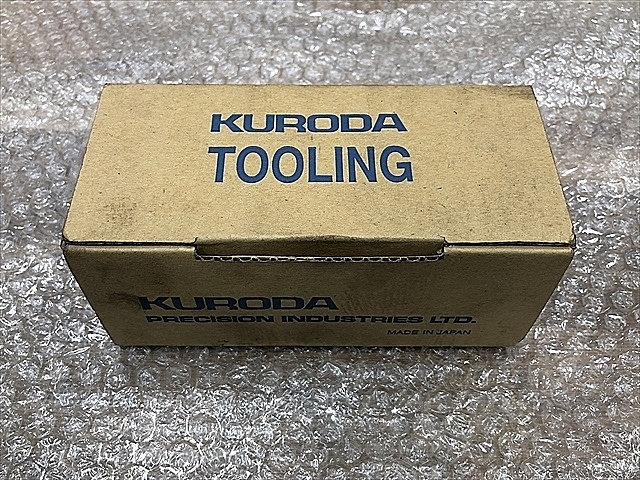 KURODA
TOOLING
KURODA
PRECISION INDUSTRIES LTD.
MADE IN JAPAN